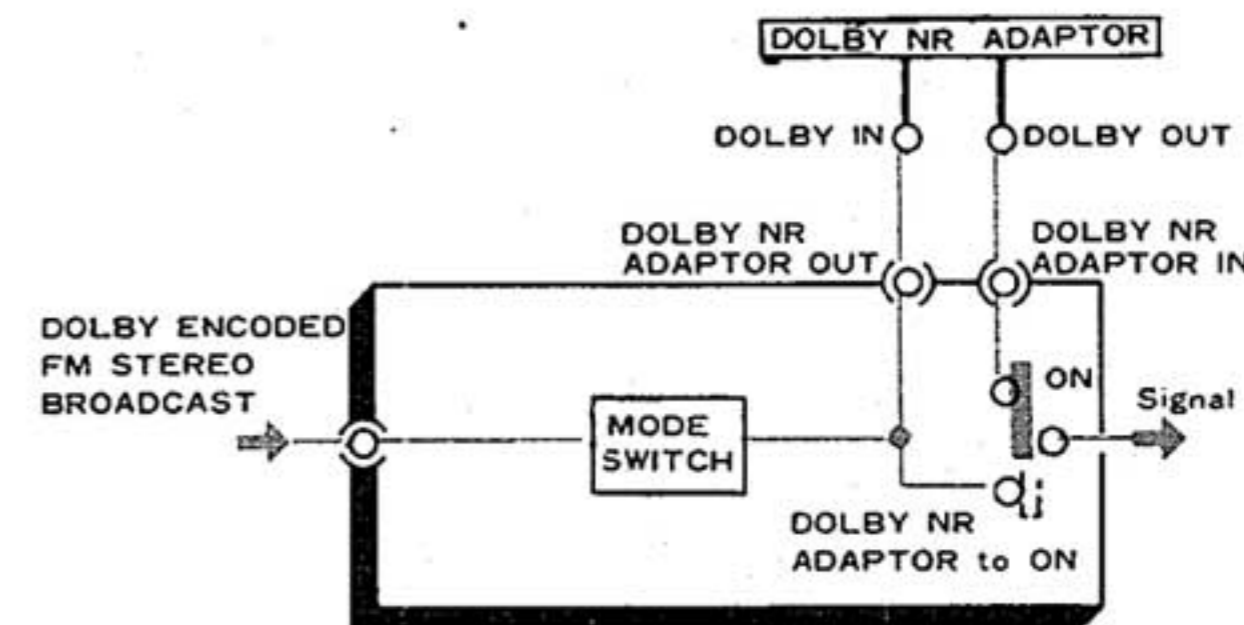 DOLBY NR ADAPTOR
DOLBY IN
DOLBY OUT
DOLBY NR
ADAPTOR OUT
DOLBY NR
ADAPTOR IN
DOLBY ENCODED
FM STEREO
BROADCAST
MODE
SWITCH
ON
Signal
DOLBY NR
ADAPTOR to ON